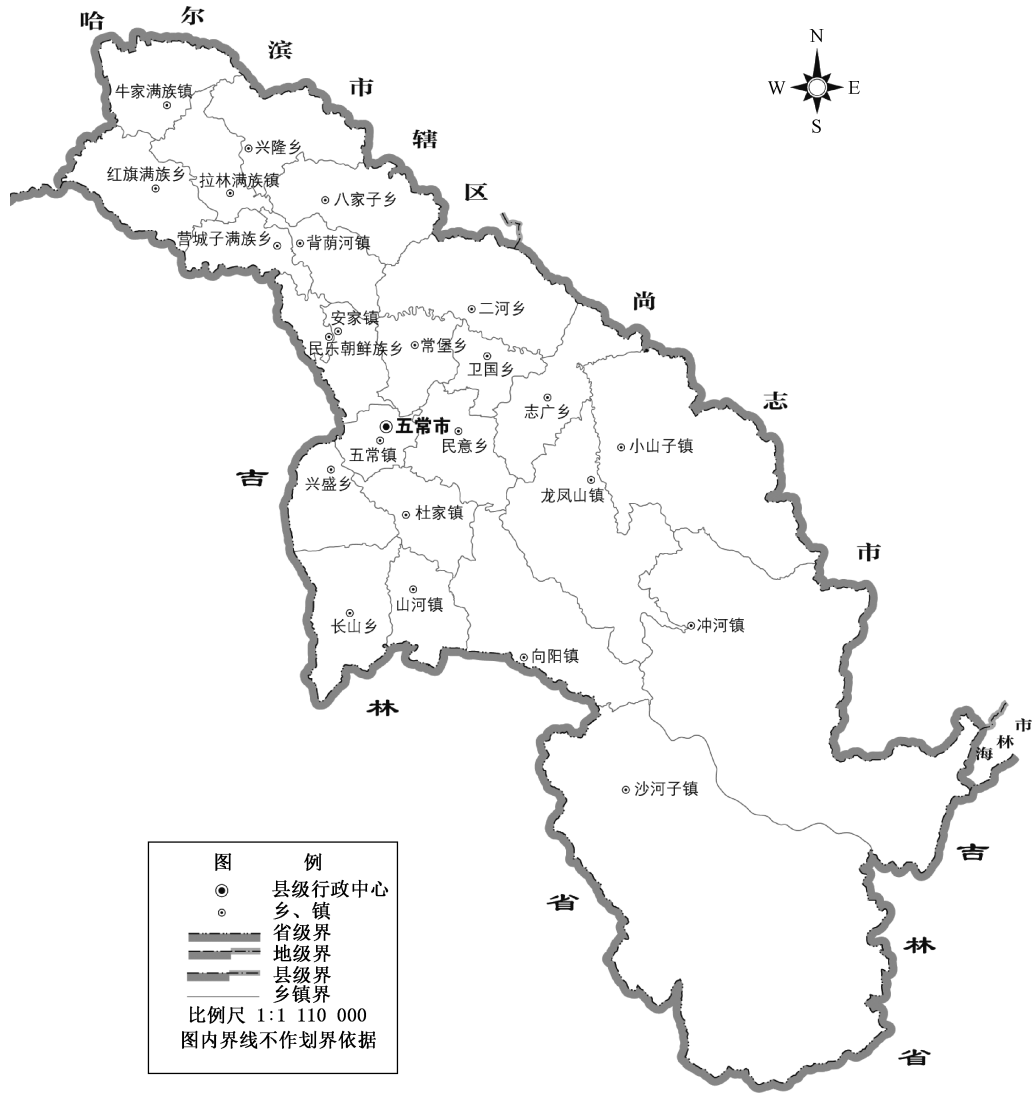 哈尔滨市辖区
N
W E
S
牛家满族镇
兴隆乡
红旗满族乡
拉林满族镇
八家子乡
营城子满族乡
背荫河镇
尚志市
二河乡
安家镇
民乐朝鲜族乡
常堡乡
卫国乡
志广乡
五常市
五常镇
民意乡
小山子镇
兴盛乡
龙凤山镇
杜家镇
山河镇
长山乡
冲河镇
向阳镇
吉林省
海林市
沙河子镇
吉林省
图 例
县级行政中心
乡、镇
省级界
地级界
县级界
乡镇界
比例尺 1:1 110 000
图内界线不作划界依据